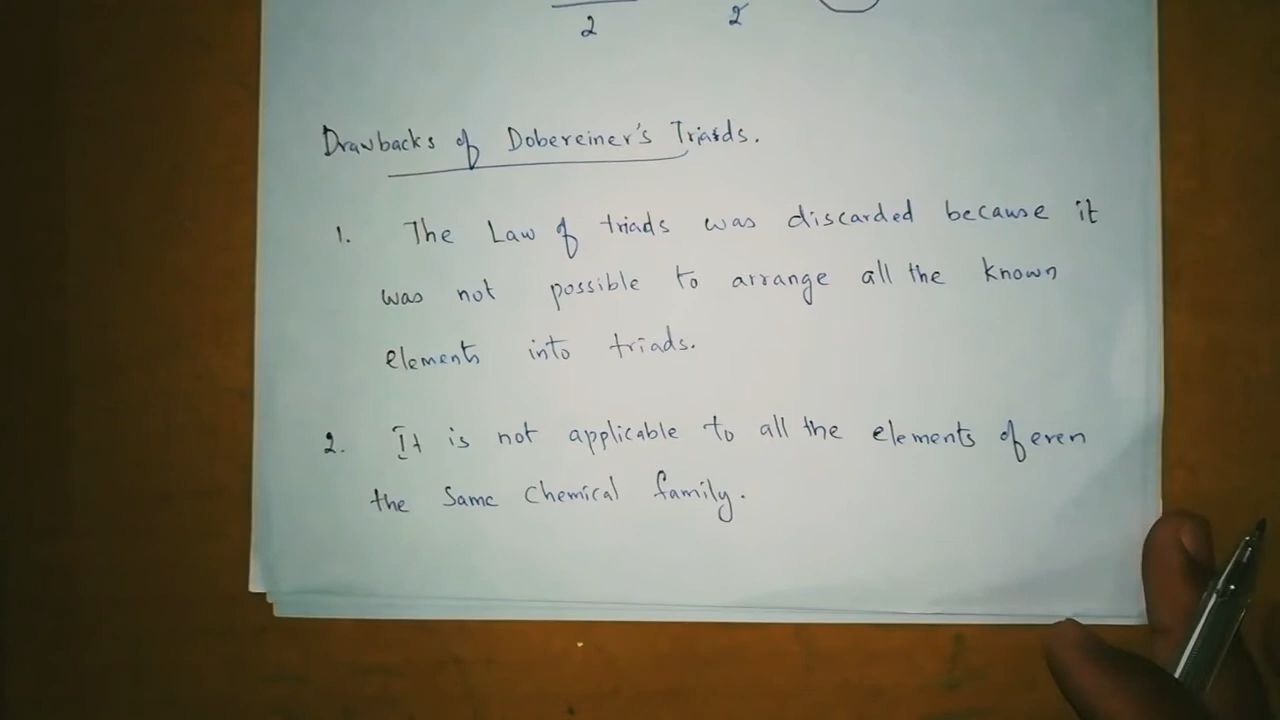 2 2
Drawbacks of Dobereiner's Triads.
1. The Law of triads was discarded because it
was not possible to arrange all the known
elements into triads.
2. It is not applicable to all the elements of even
the same chemical family.